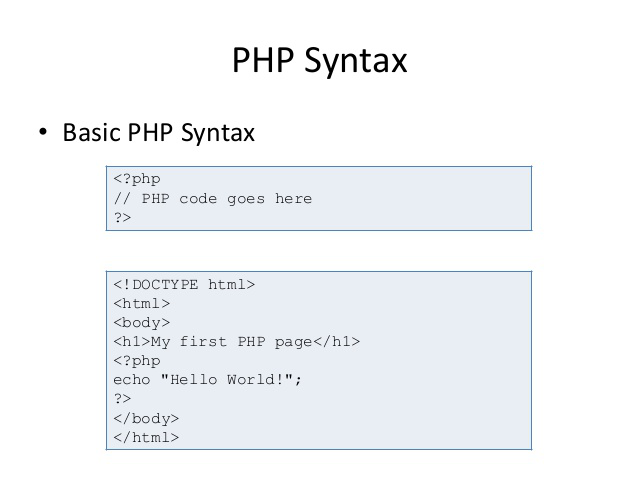 PHP Syntax
• Basic PHP Syntax
<?php
// PHP code goes here
?>
<!DOCTYPE html>
<html>
<body>
<h1>My first PHP page</h1>
<?php
echo "Hello World!";
?>
</body>
</html>